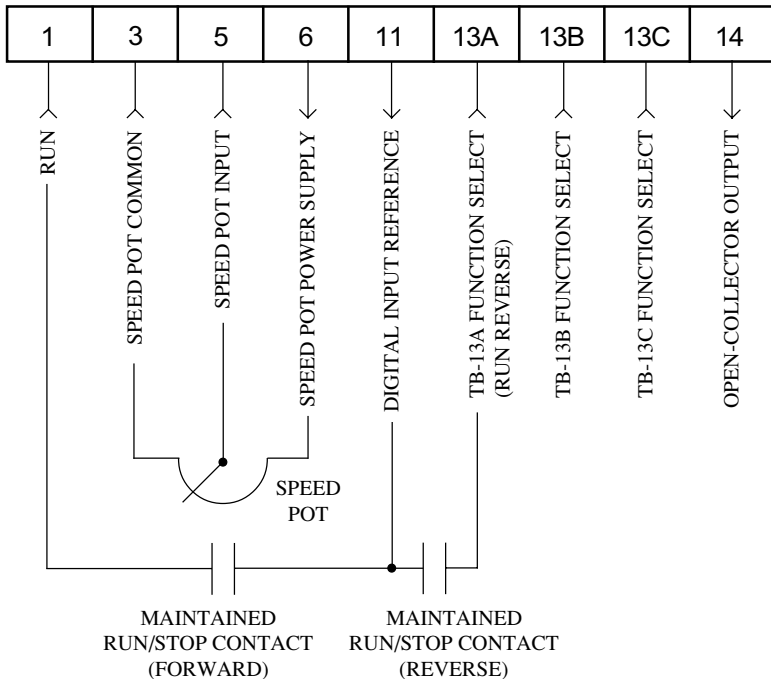 1 3 5 6 11 13A 13B 13C 14
RUN
SPEED POT COMMON
SPEED POT INPUT
SPEED POT POWER SUPPLY
DIGITAL INPUT REFERENCE
TB-13A FUNCTION SELECT
(RUN REVERSE)
TB-13B FUNCTION SELECT
TB-13C FUNCTION SELECT
OPEN-COLLECTOR OUTPUT
SPEED
POT
MAINTAINED
RUN/STOP CONTACT
(FORWARD)
MAINTAINED
RUN/STOP CONTACT
(REVERSE)